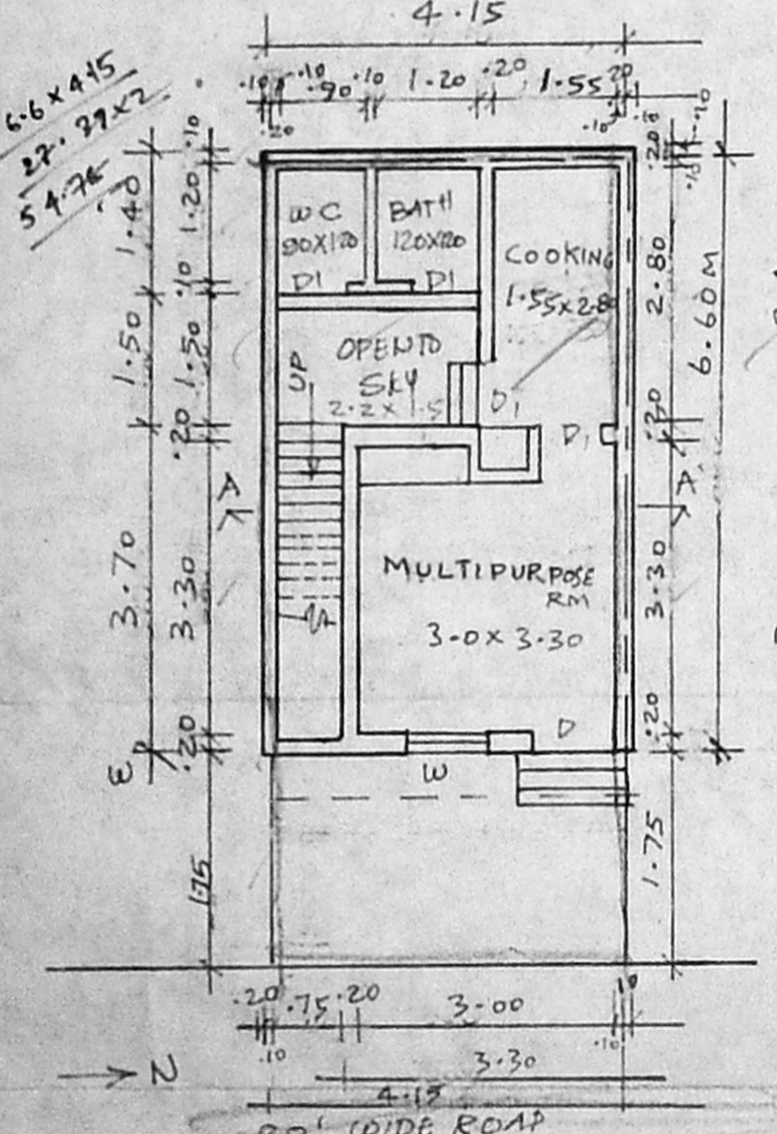 4.15
6.6 x 4.15
27.39 x 2
54.78
.10
.10
.90
.10
1.20
.20
1.55
.20
.20
.10
1.40
1.20
.10
.10
1.50
1.50
.20
3.70
3.30
.20
1.75
WC
90X120
BATH
120X120
D1
D1
COOKING
1.55x2.8
OPEN TO
SKY
2.2 x 1.5
UP
D1
D1
A
A
MULTIPURPOSE
RM
3.0 x 3.30
D
W
.20
2.80
6.60M
.20
3.30
.20
1.75
.20
.75
.20
3.00
.10
.10
.10
3.30
4.15
N
WIDE ROAD